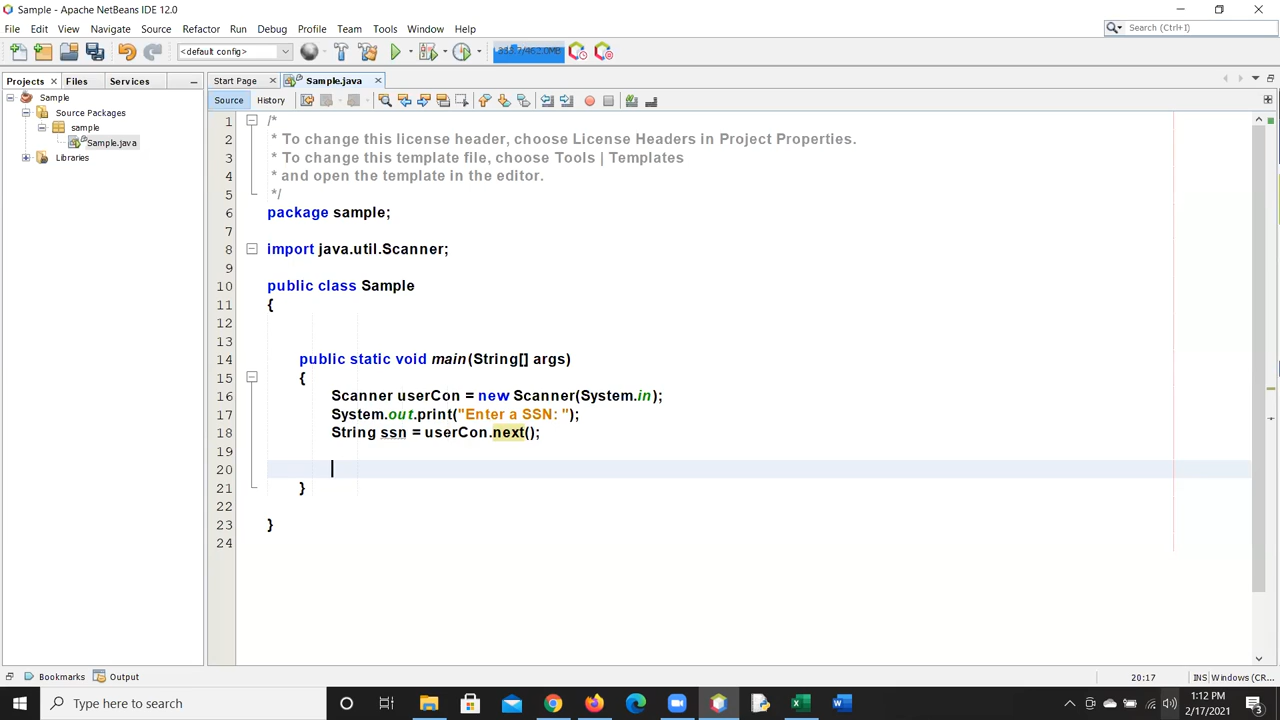 Sample - Apache NetBeans IDE 12.0
File Edit View Navigate Source Refactor Run Debug Profile Team Tools Window Help
Search (Ctrl+I)
<default config>
Projects Files Services
Start Page Sample.java
Source History
Sample
Source Packages
sample
Sample.java
Libraries
1 /*
2 * To change this license header, choose License Headers in Project Properties.
3 * To change this template file, choose Tools | Templates
4 * and open the template in the editor.
5 */
6 package sample;
7
8 import java.util.Scanner;
9
10 public class Sample
11 {
12
13
14 public static void main(String[] args)
15 {
16 Scanner userCon = new Scanner(System.in);
17 System.out.print("Enter a SSN: ");
18 String ssn = userCon.next();
19
20
21 }
22
23 }
24
Bookmarks Output
20:17 INS Windows (CR...
Type here to search
1:12 PM
2/17/2021
3